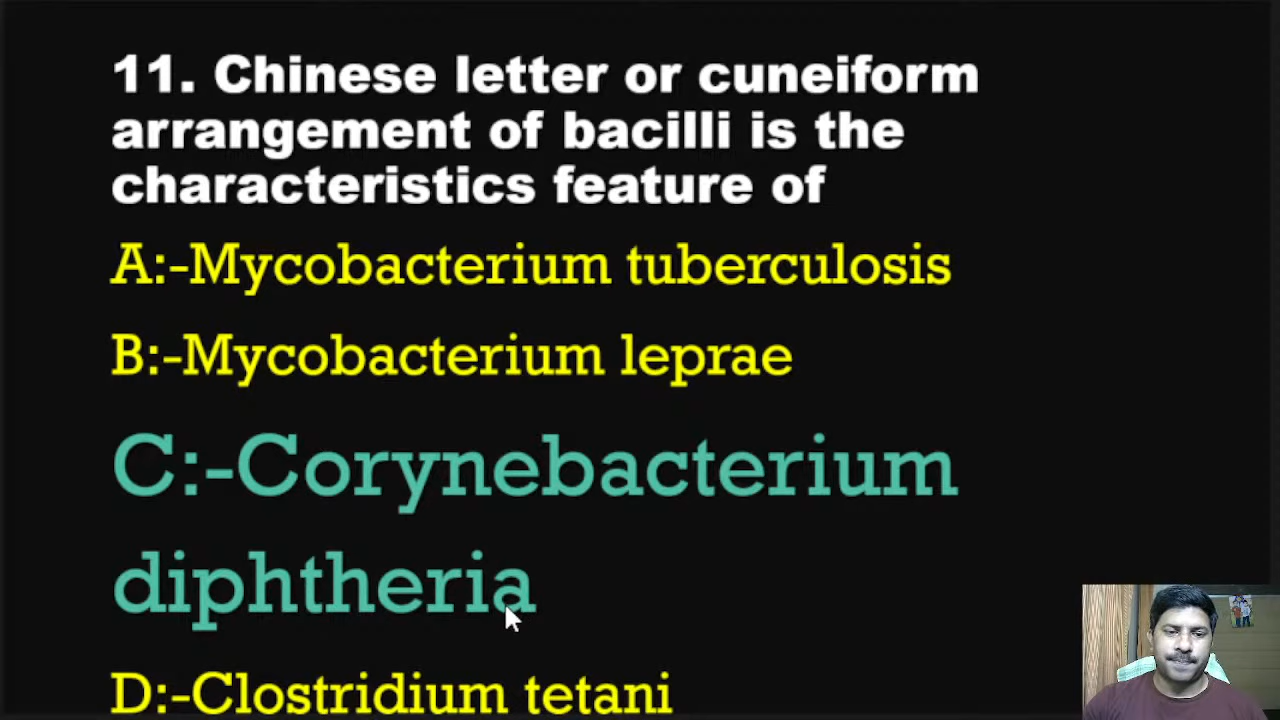 11. Chinese letter or cuneiform
arrangement of bacilli is the
characteristics feature of
A:-Mycobacterium tuberculosis
B:-Mycobacterium leprae
C:-Corynebacterium
diphtheria
D:-Clostridium tetani